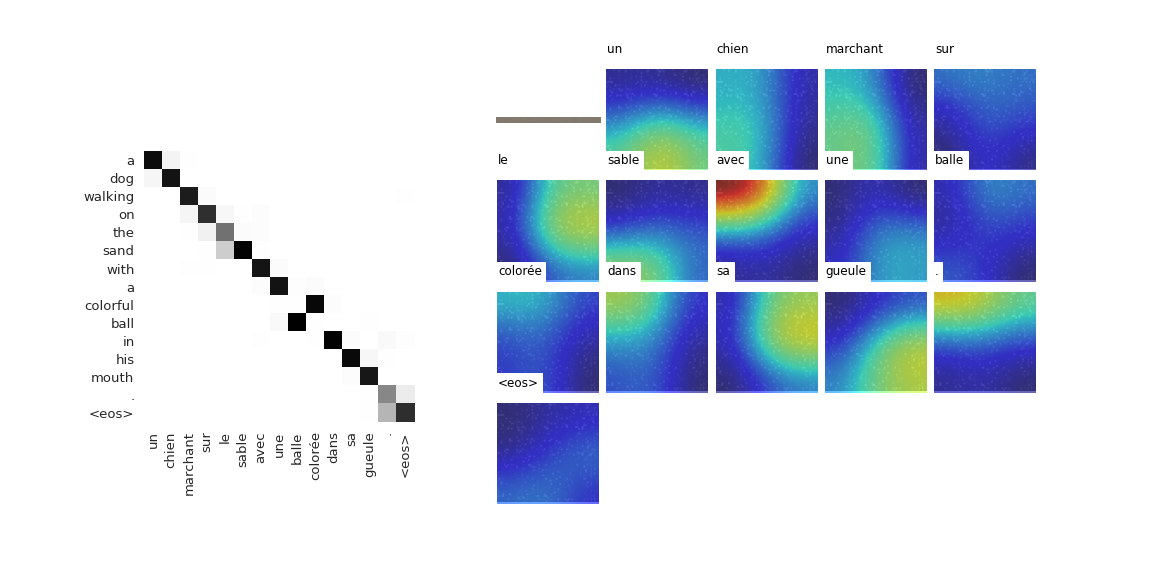 a
dog
walking
on
the
sand
with
a
colorful
ball
in
his
mouth
.
<eos>
un
chien
marchant
sur
le
sable
avec
une
balle
colorée
dans
sa
gueule
.
<eos>
un chien marchant sur
le sable avec une balle
colorée dans sa gueule .
<eos>